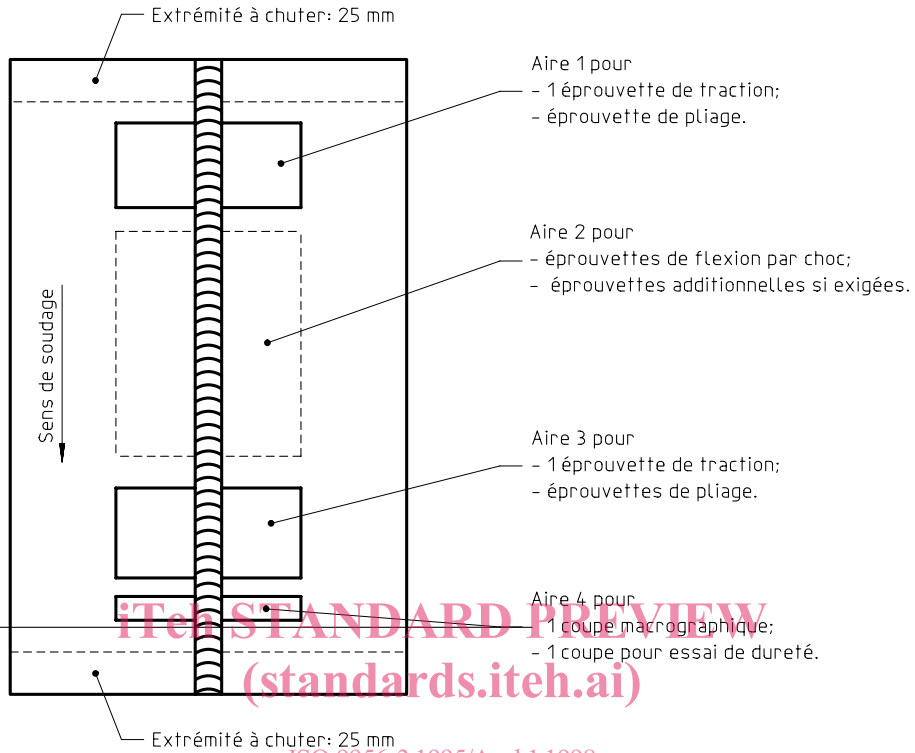 Extrémité à chuter: 25 mm
Aire 1 pour
- 1 éprouvette de traction;
- éprouvette de pliage.
Aire 2 pour
- éprouvettes de flexion par choc;
- éprouvettes additionnelles si exigées.
Sens de soudage
Aire 3 pour
- 1 éprouvette de traction;
- éprouvettes de pliage.
Aire 4 pour
- 1 coupe macrographique;
- 1 coupe pour essai de dureté.
iTeh STANDARD PREVIEW
(standards.iteh.ai)
Extrémité à chuter: 25 mm